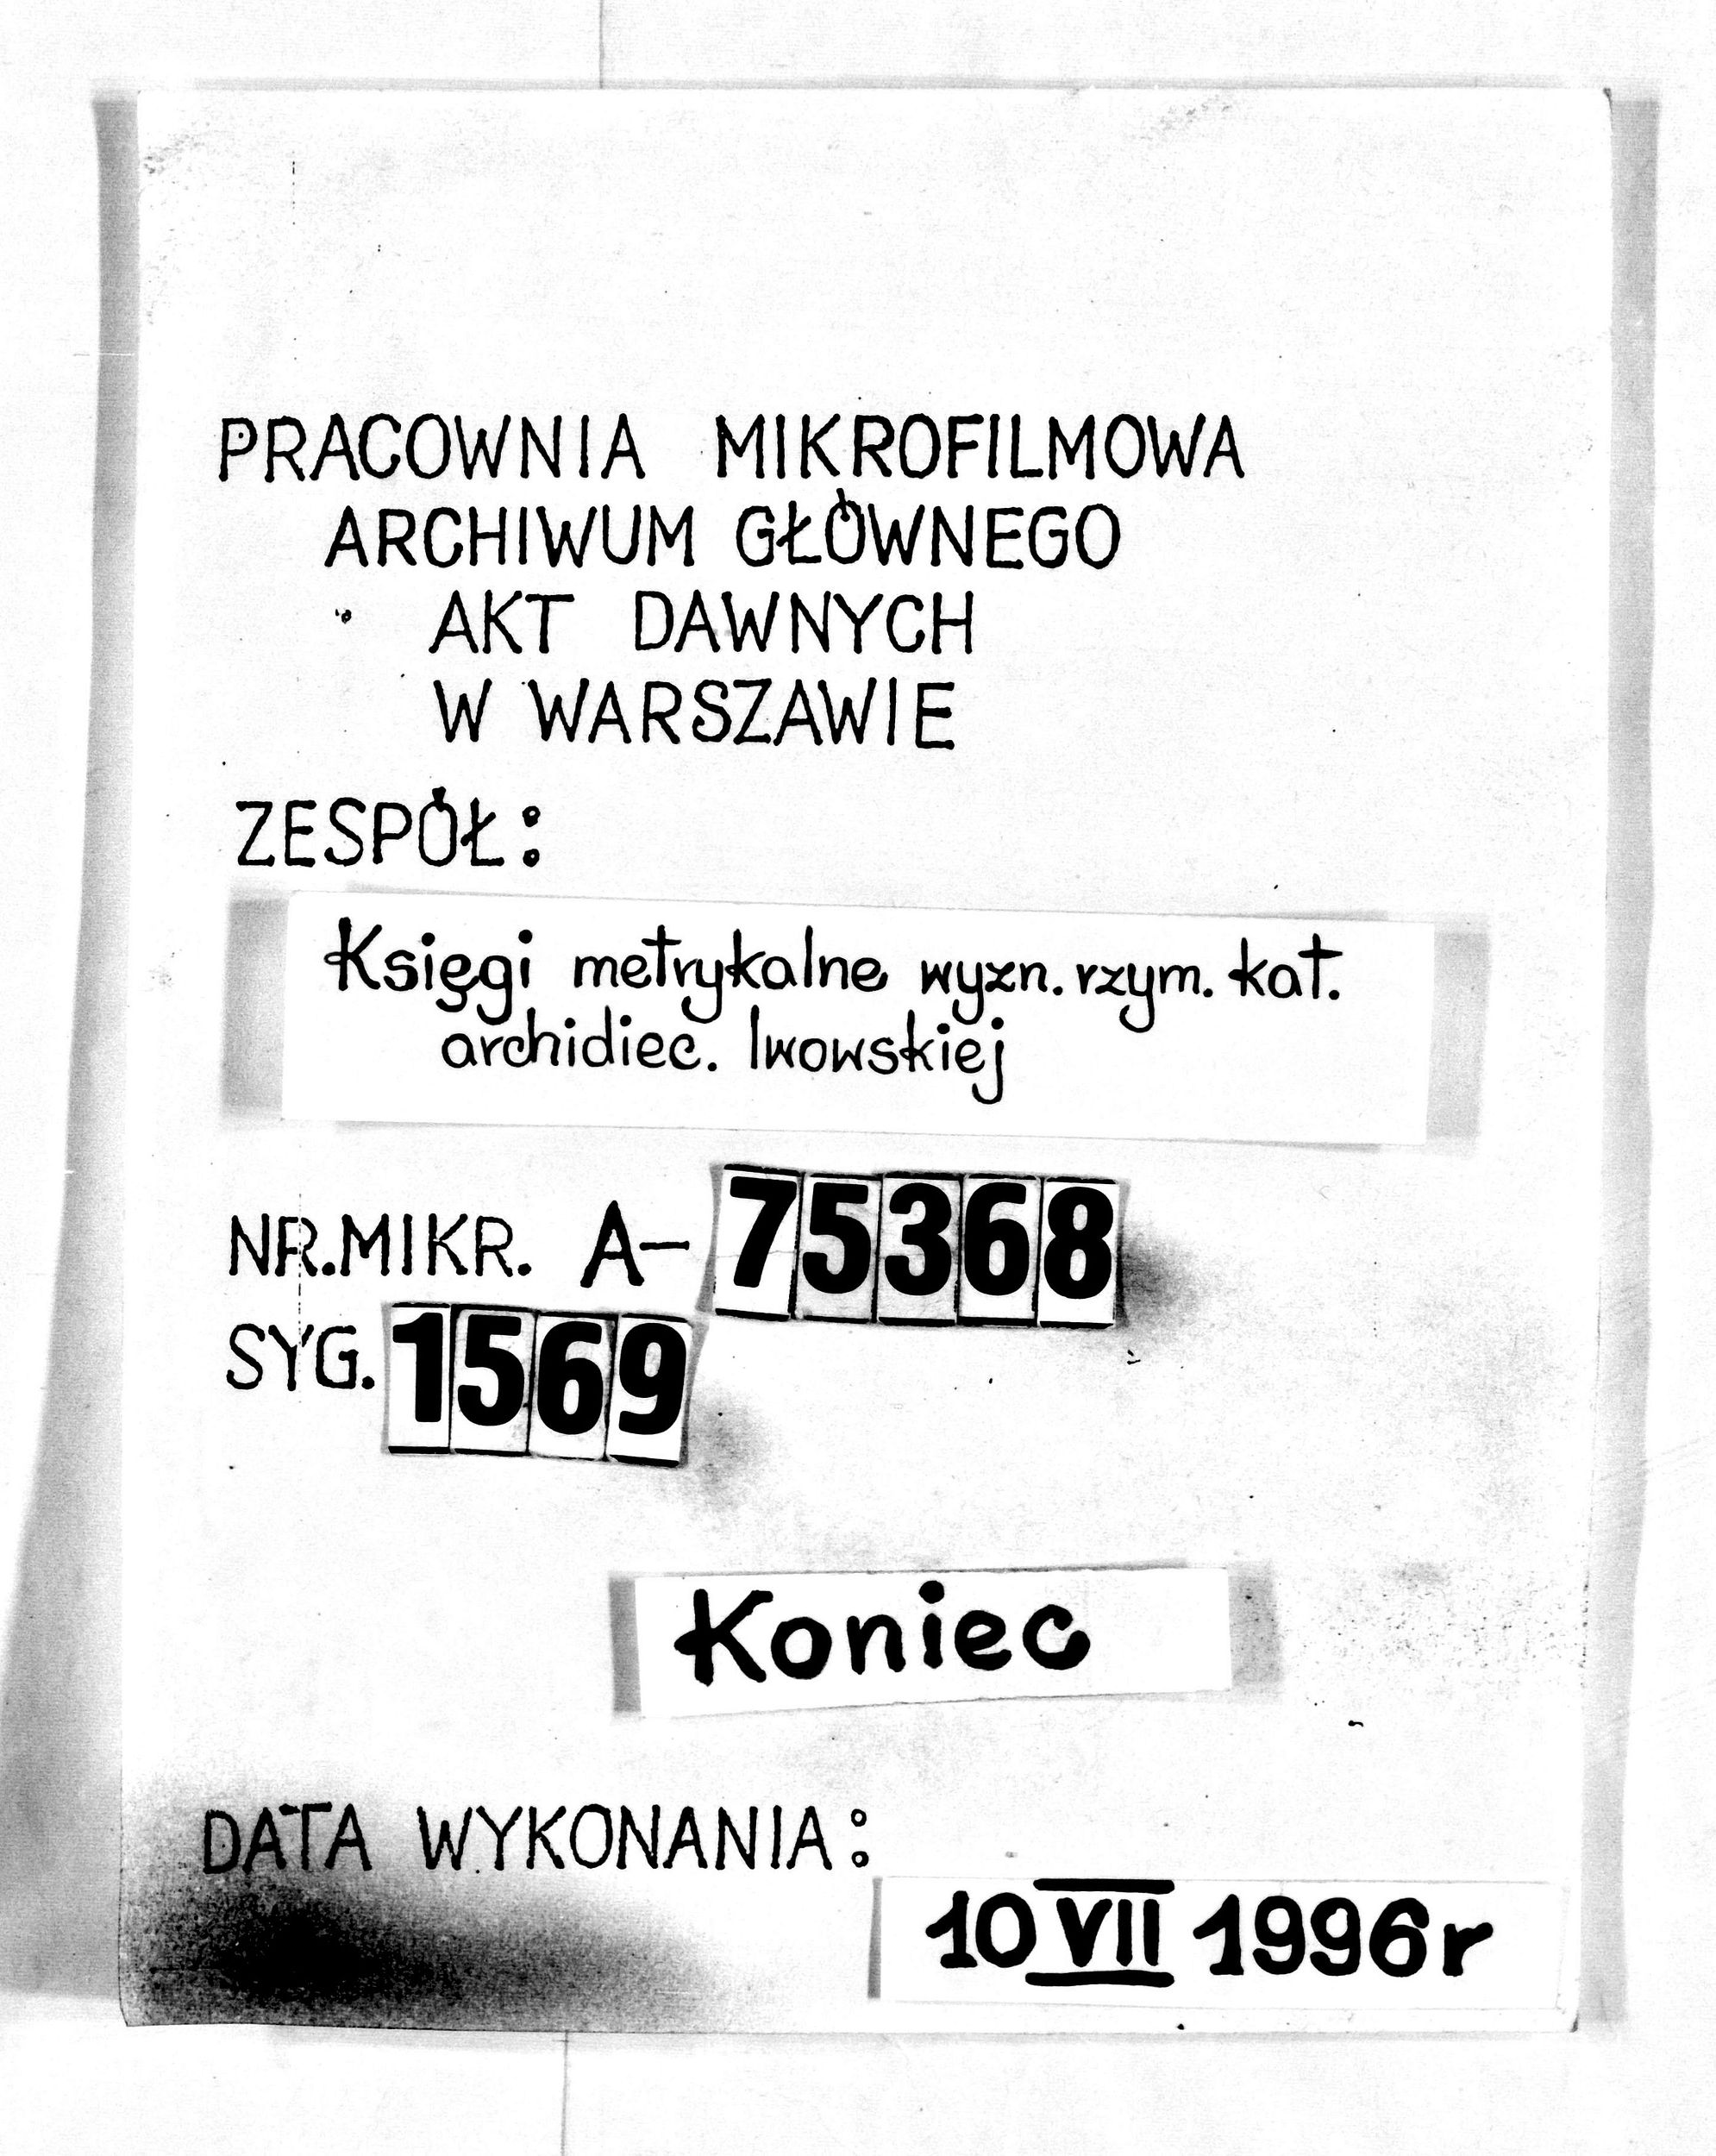 PRACOWNIA MIKROFILMOWA
ARCHIWUM GŁÓWNEGO
AKT DAWNYCH
W WARSZAWIE
ZESPÓŁ:
Księgi metrykalne wyzn. rzym. kat.
archidiec. lwowskiej
NR.MIKR. A- 75368
SYG. 1569
Koniec
DATA WYKONANIA:
10 VII 1996r